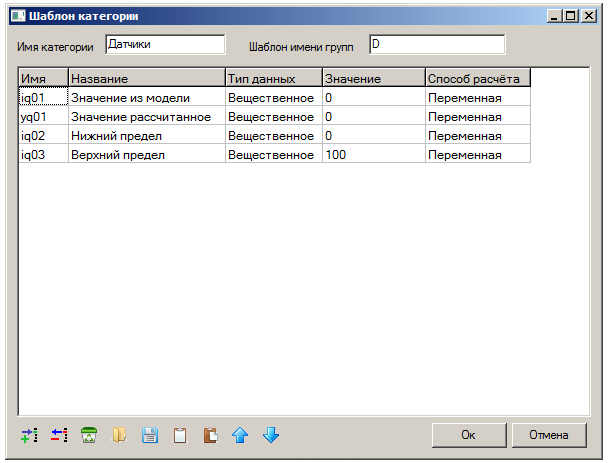 Шаблон категории
Имя категории Датчики Шаблон имени групп D
Имя Название Тип данных Значение Способ расчёта
iq01 Значение из модели Вещественное 0 Переменная
yq01 Значение рассчитанное Вещественное 0 Переменная
iq02 Нижний предел Вещественное 0 Переменная
iq03 Верхний предел Вещественное 100 Переменная
Ок Отмена